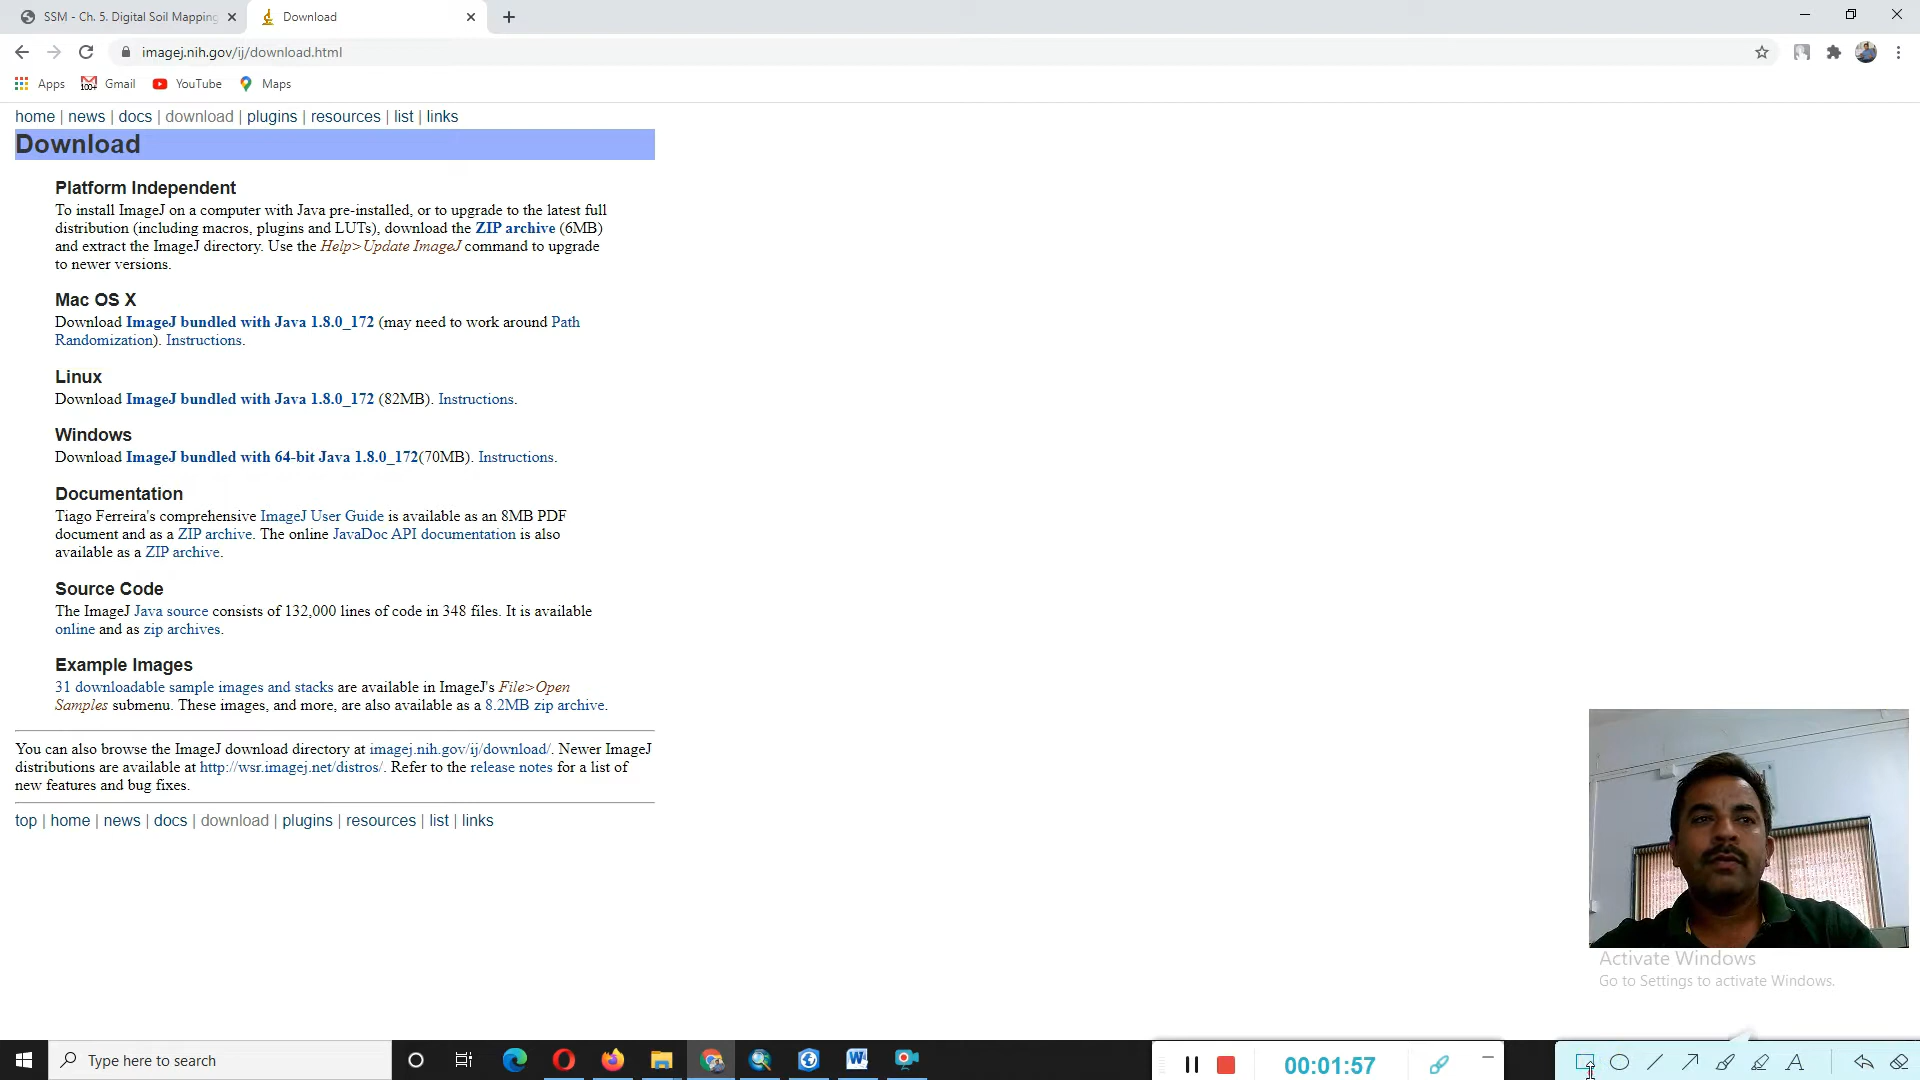 SSM - Ch. 5. Digital Soil Mapping
Download
imagej.nih.gov/ij/download.html
Apps Gmail YouTube Maps
home | news | docs | download | plugins | resources | list | links
Download
Platform Independent
To install ImageJ on a computer with Java pre-installed, or to upgrade to the latest full
distribution (including macros, plugins and LUTs), download the ZIP archive (6MB)
and extract the ImageJ directory. Use the Help>Update ImageJ command to upgrade
to newer versions.
Mac OS X
Download ImageJ bundled with Java 1.8.0_172 (may need to work around Path
Randomization). Instructions.
Linux
Download ImageJ bundled with Java 1.8.0_172 (82MB). Instructions.
Windows
Download ImageJ bundled with 64-bit Java 1.8.0_172(70MB). Instructions.
Documentation
Tiago Ferreira's comprehensive ImageJ User Guide is available as an 8MB PDF
document and as a ZIP archive. The online JavaDoc API documentation is also
available as a ZIP archive.
Source Code
The ImageJ Java source consists of 132,000 lines of code in 348 files. It is available
online and as zip archives.
Example Images
31 downloadable sample images and stacks are available in ImageJ's File>Open
Samples submenu. These images, and more, are also available as a 8.2MB zip archive.
You can also browse the ImageJ download directory at imagej.nih.gov/ij/download/. Newer ImageJ
distributions are available at http://wsr.imagej.net/distros/. Refer to the release notes for a list of
new features and bug fixes.
top | home | news | docs | download | plugins | resources | list | links
Activate Windows
Go to Settings to activate Windows.
Type here to search
00:01:57